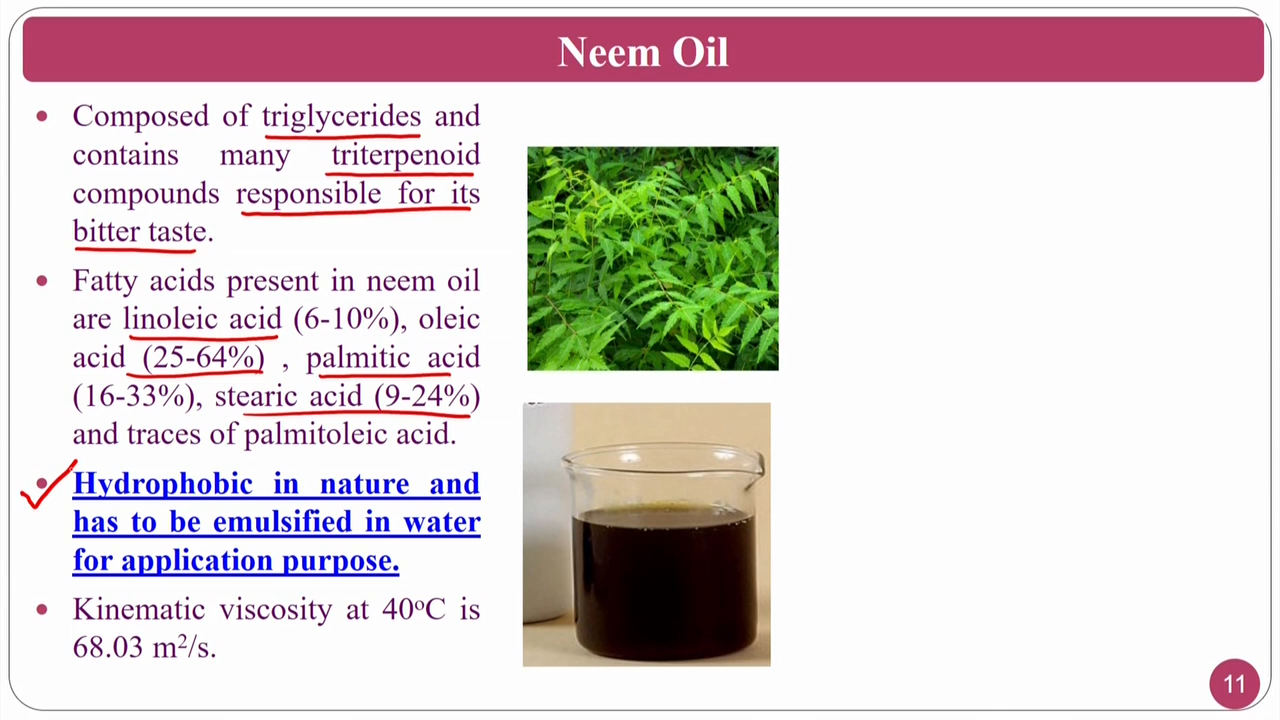 Neem Oil
• Composed of triglycerides and
contains many triterpenoid
compounds responsible for its
bitter taste.
• Fatty acids present in neem oil
are linoleic acid (6-10%), oleic
acid (25-64%) , palmitic acid
(16-33%), stearic acid (9-24%)
and traces of palmitoleic acid.
• Hydrophobic in nature and
has to be emulsified in water
for application purpose.
• Kinematic viscosity at 40ᵒC is
68.03 m²/s.
11